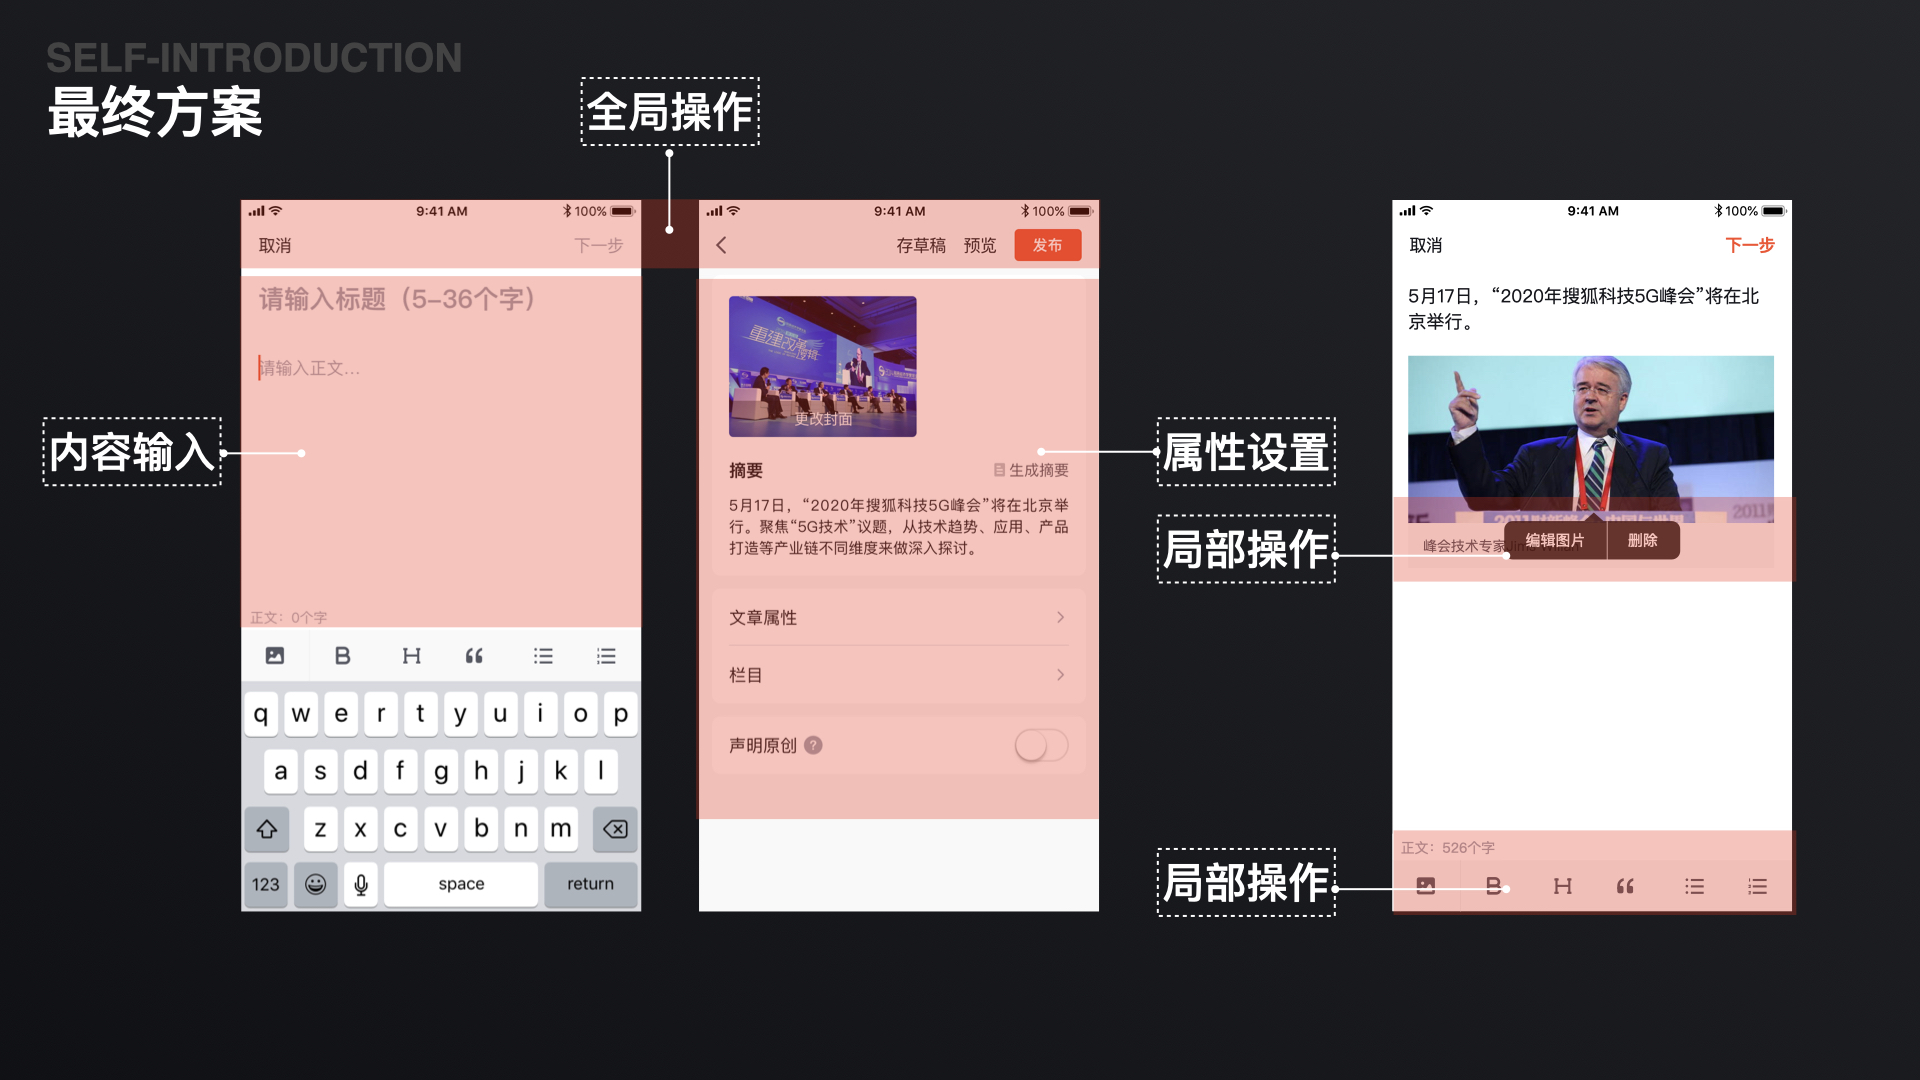 SELF-INTRODUCTION
最终方案
全局操作
内容输入
属性设置
局部操作
局部操作
9:41 AM
100%
取消
下一步
请输入标题（5-36个字）
请输入正文...
正文：0个字
B
H
q w e r t y u i o p
a s d f g h j k l
z x c v b n m
123
space
return
9:41 AM
100%
存草稿
预览
发布
重建改革逻辑
更改封面
摘要
生成摘要
5月17日，“2020年搜狐科技5G峰会”将在北京举
行。聚焦“5G技术”议题，从技术趋势、应用、产品
打造等产业链不同维度来做深入探讨。
文章属性
栏目
声明原创
?
9:41 AM
100%
取消
下一步
5月17日，“2020年搜狐科技5G峰会”将在北
京举行。
峰会技术专家
编辑图片
删除
正文：526个字
B
H